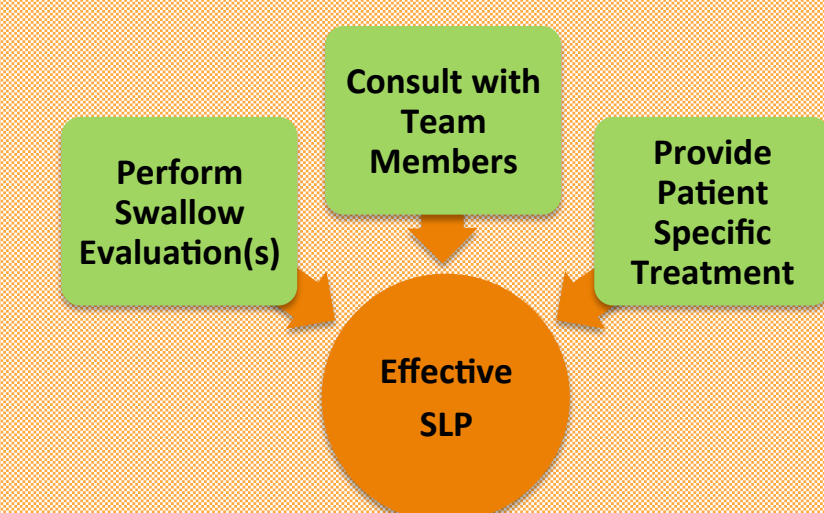 Perform
Swallow
Evaluation(s)
Consult with
Team
Members
Provide
Patient
Specific
Treatment
Effective
SLP